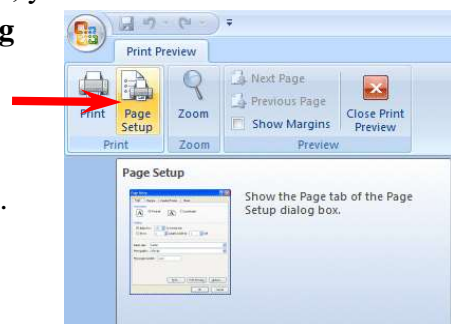 , y
g
Print Preview
Next Page
Previous Page
Show Margins
Print
Page Setup
Zoom
Close Print Preview
Print
Zoom
Preview
Page Setup
Show the Page tab of the Page
Setup dialog box.
.